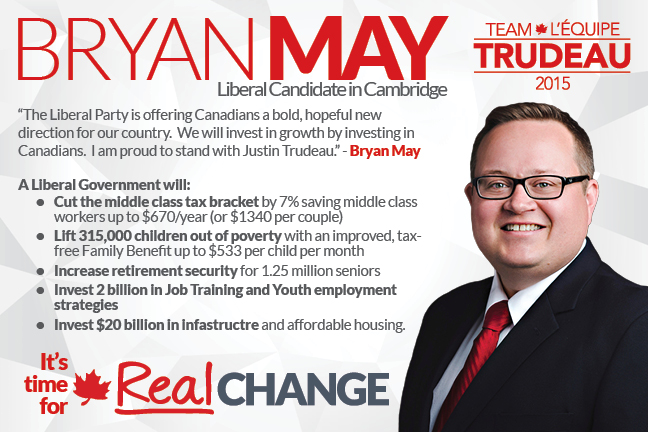 BRYAN MAY
Liberal Candidate in Cambridge
TEAM L'ÉQUIPE
TRUDEAU
2015
“The Liberal Party is offering Canadians a bold, hopeful new
direction for our country. We will invest in growth by investing in
Canadians. I am proud to stand with Justin Trudeau.” - Bryan May
A Liberal Government will:
● Cut the middle class tax bracket by 7% saving middle class
workers up to $670/year (or $1340 per couple)
● Lift 315,000 children out of poverty with an improved, tax-
free Family Benefit up to $533 per child per month
● Increase retirement security for 1.25 million seniors
● Invest 2 billion in Job Training and Youth employment
strategies
● Invest $20 billion in infastructre and affordable housing.
It's
time
for
Real CHANGE